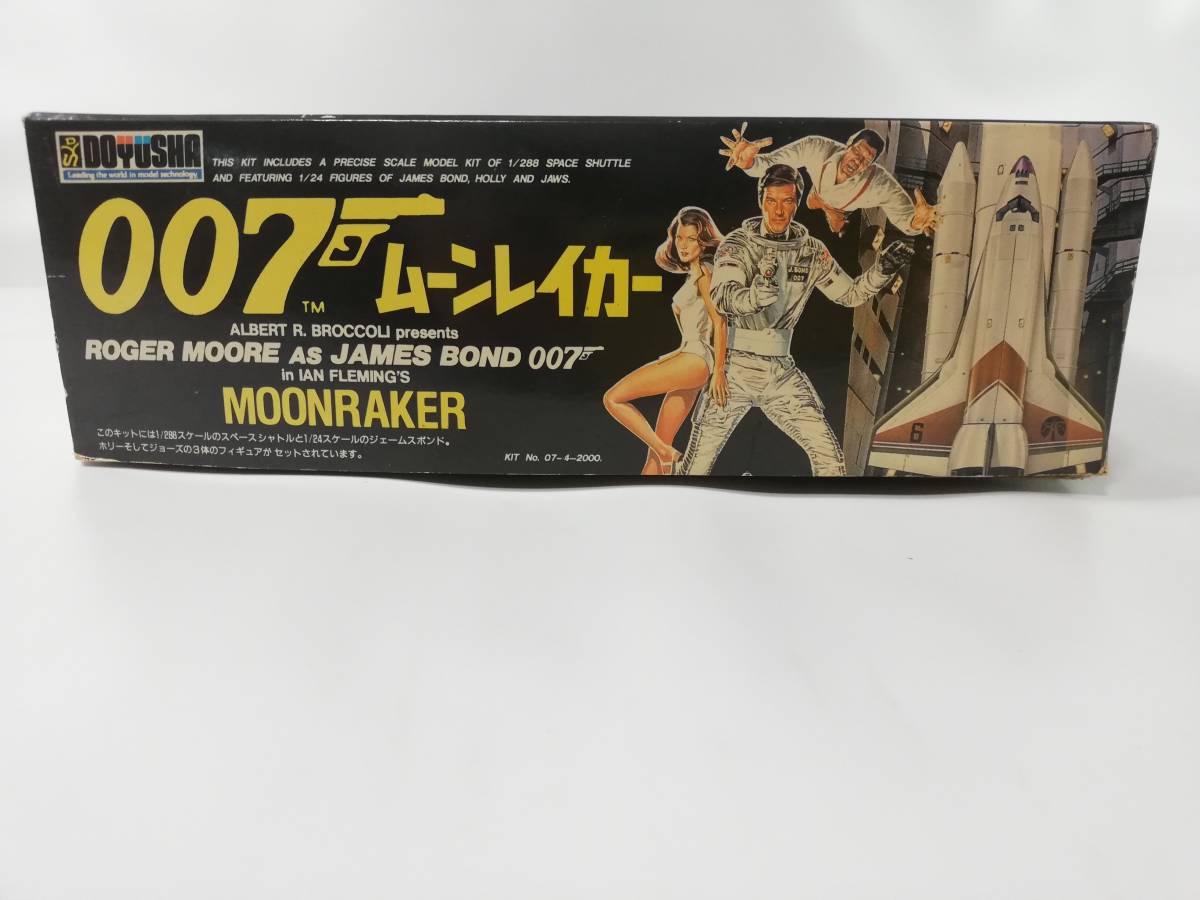 DOYUSHA
Leading the world in model technology
THIS KIT INCLUDES A PRECISE SCALE MODEL KIT OF 1/288 SPACE SHUTTLE
AND FEATURING 1/24 FIGURES OF JAMES BOND, HOLLY AND JAWS.
007 TM ムーンレイカー
ALBERT R. BROCCOLI presents
ROGER MOORE AS JAMES BOND 007
in IAN FLEMING'S
MOONRAKER
このキットには1/288スケールのスペースシャトルと1/24スケールのジェームスボンド。
ホリーそしてジョーズの3体のフィギュアが セットされています。
KIT No. 07-4-2000.
J. BOND
007
6